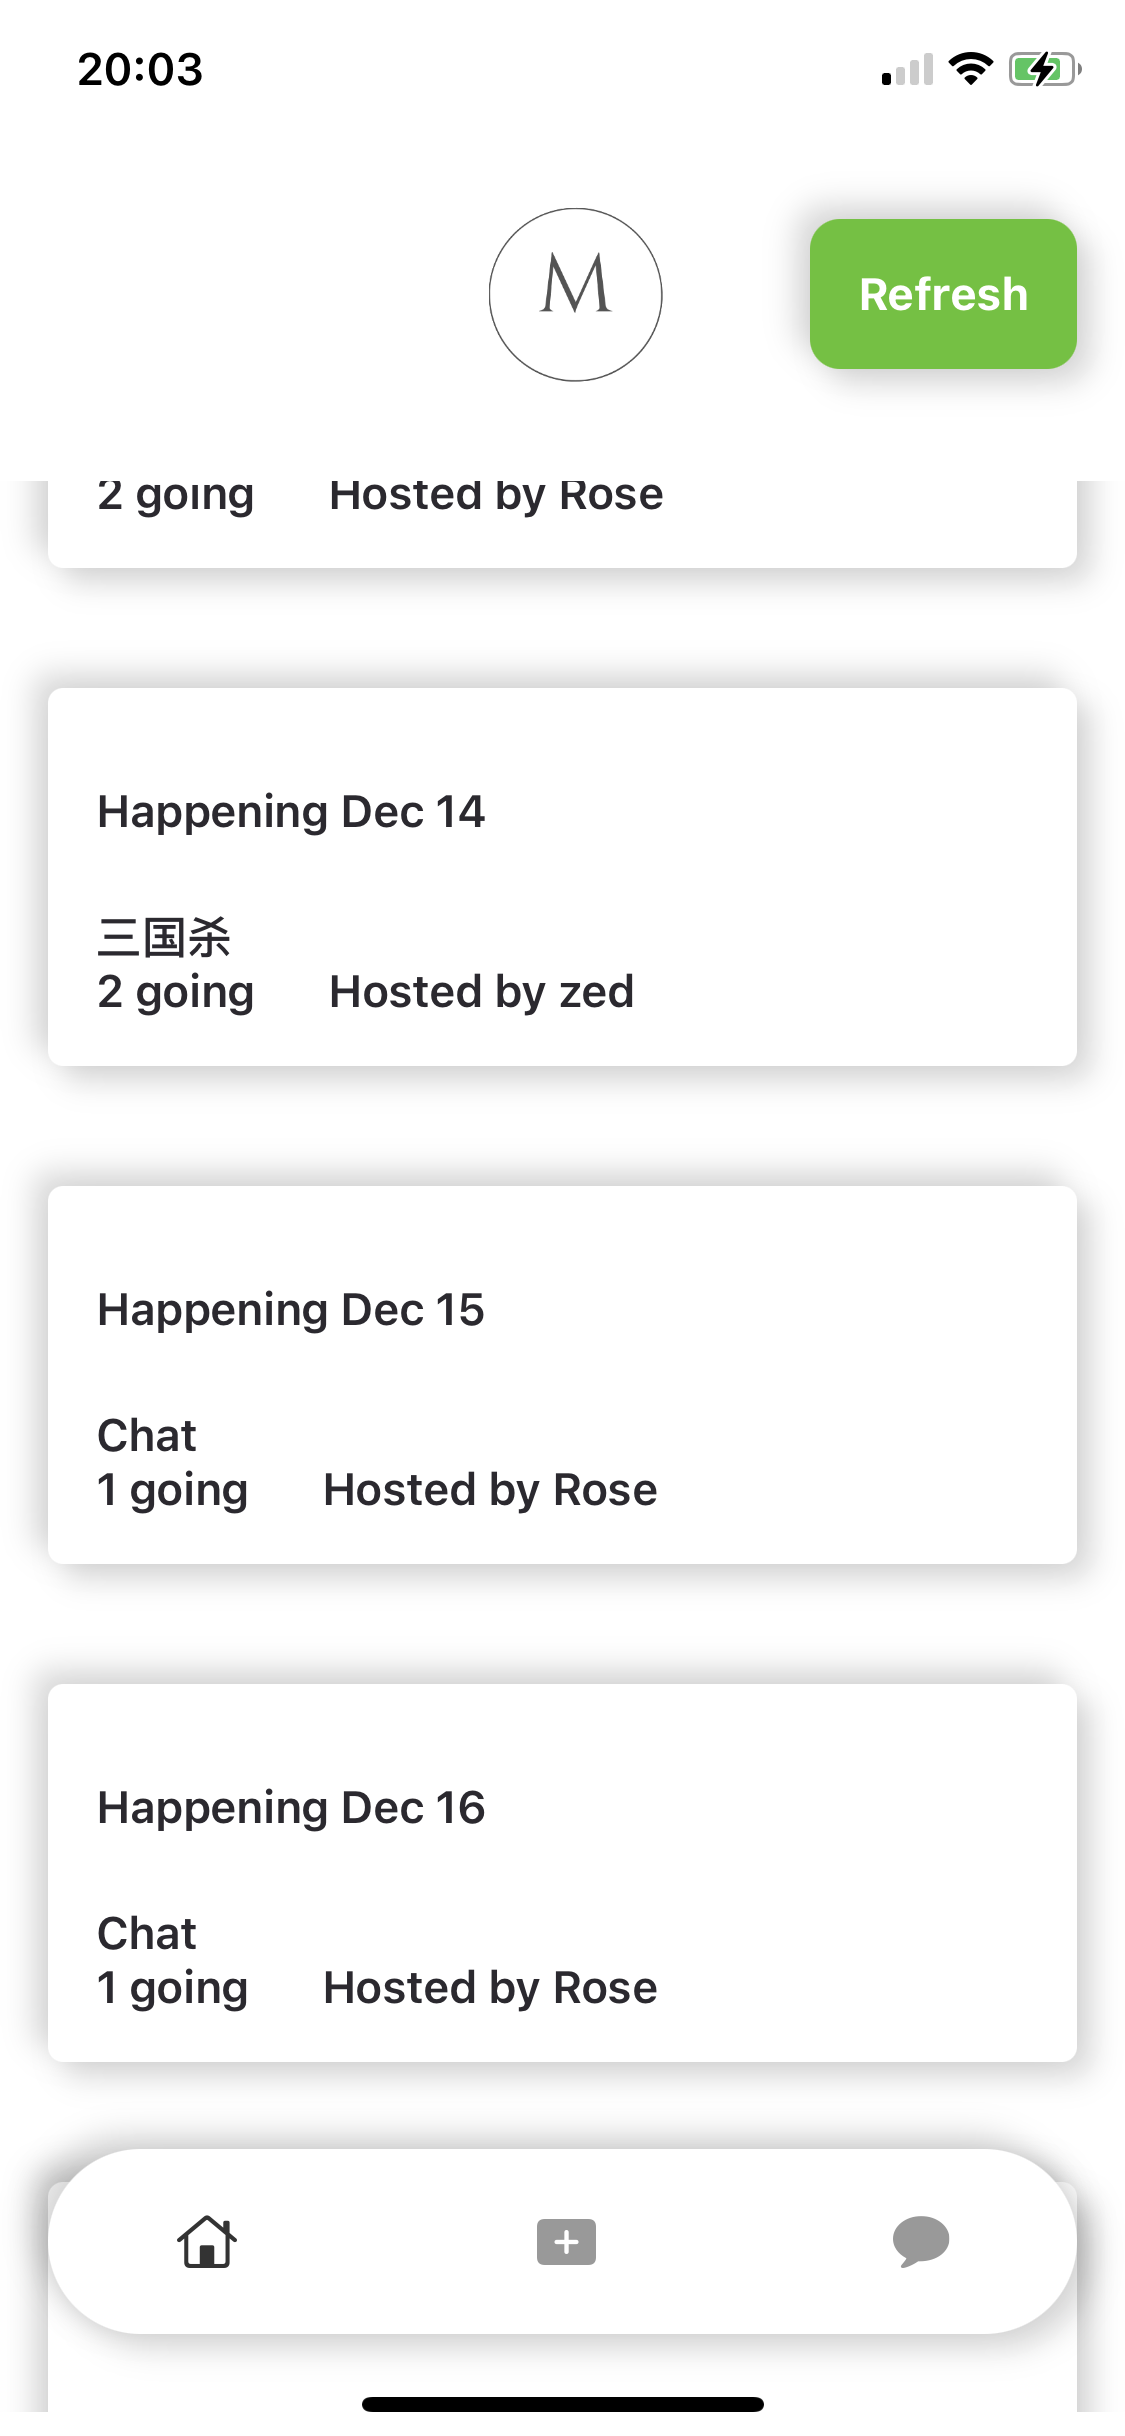 20:03
M
Refresh
2 going Hosted by Rose
Happening Dec 14
三国杀
2 going Hosted by zed
Happening Dec 15
Chat
1 going Hosted by Rose
Happening Dec 16
Chat
1 going Hosted by Rose